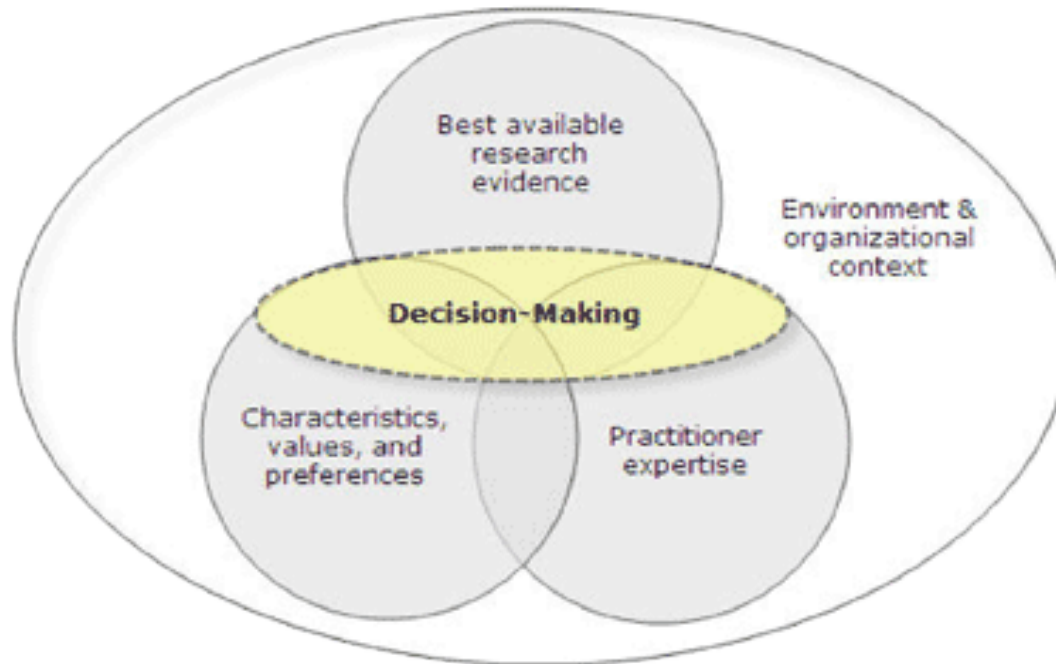 Best available
research
evidence
Environment &
organizational
context
Decision-Making
Characteristics,
values, and
preferences
Practitioner
expertise